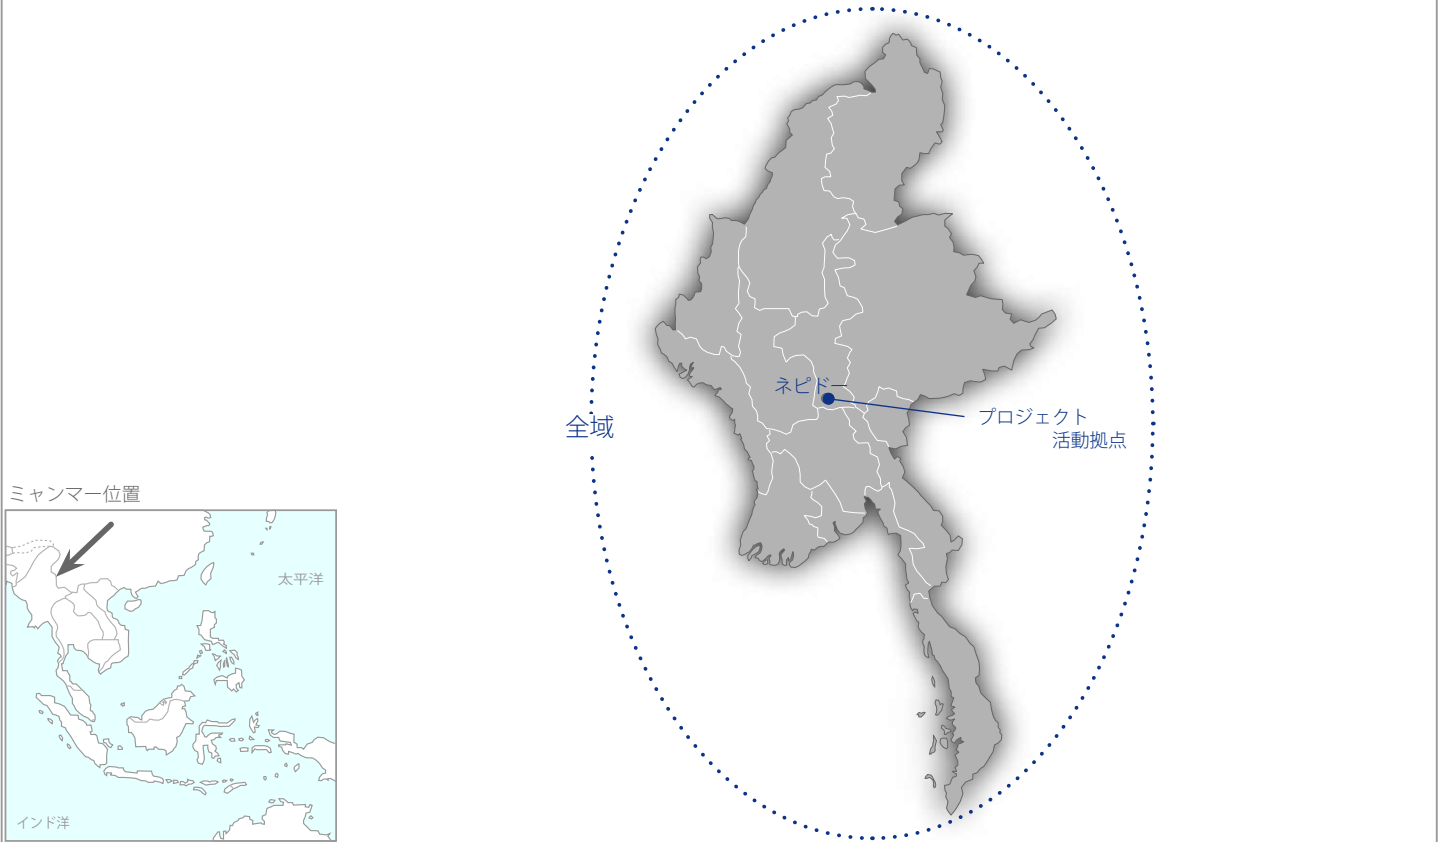 ネピドー
全域
プロジェクト
活動拠点
ミャンマー位置
太平洋
インド洋